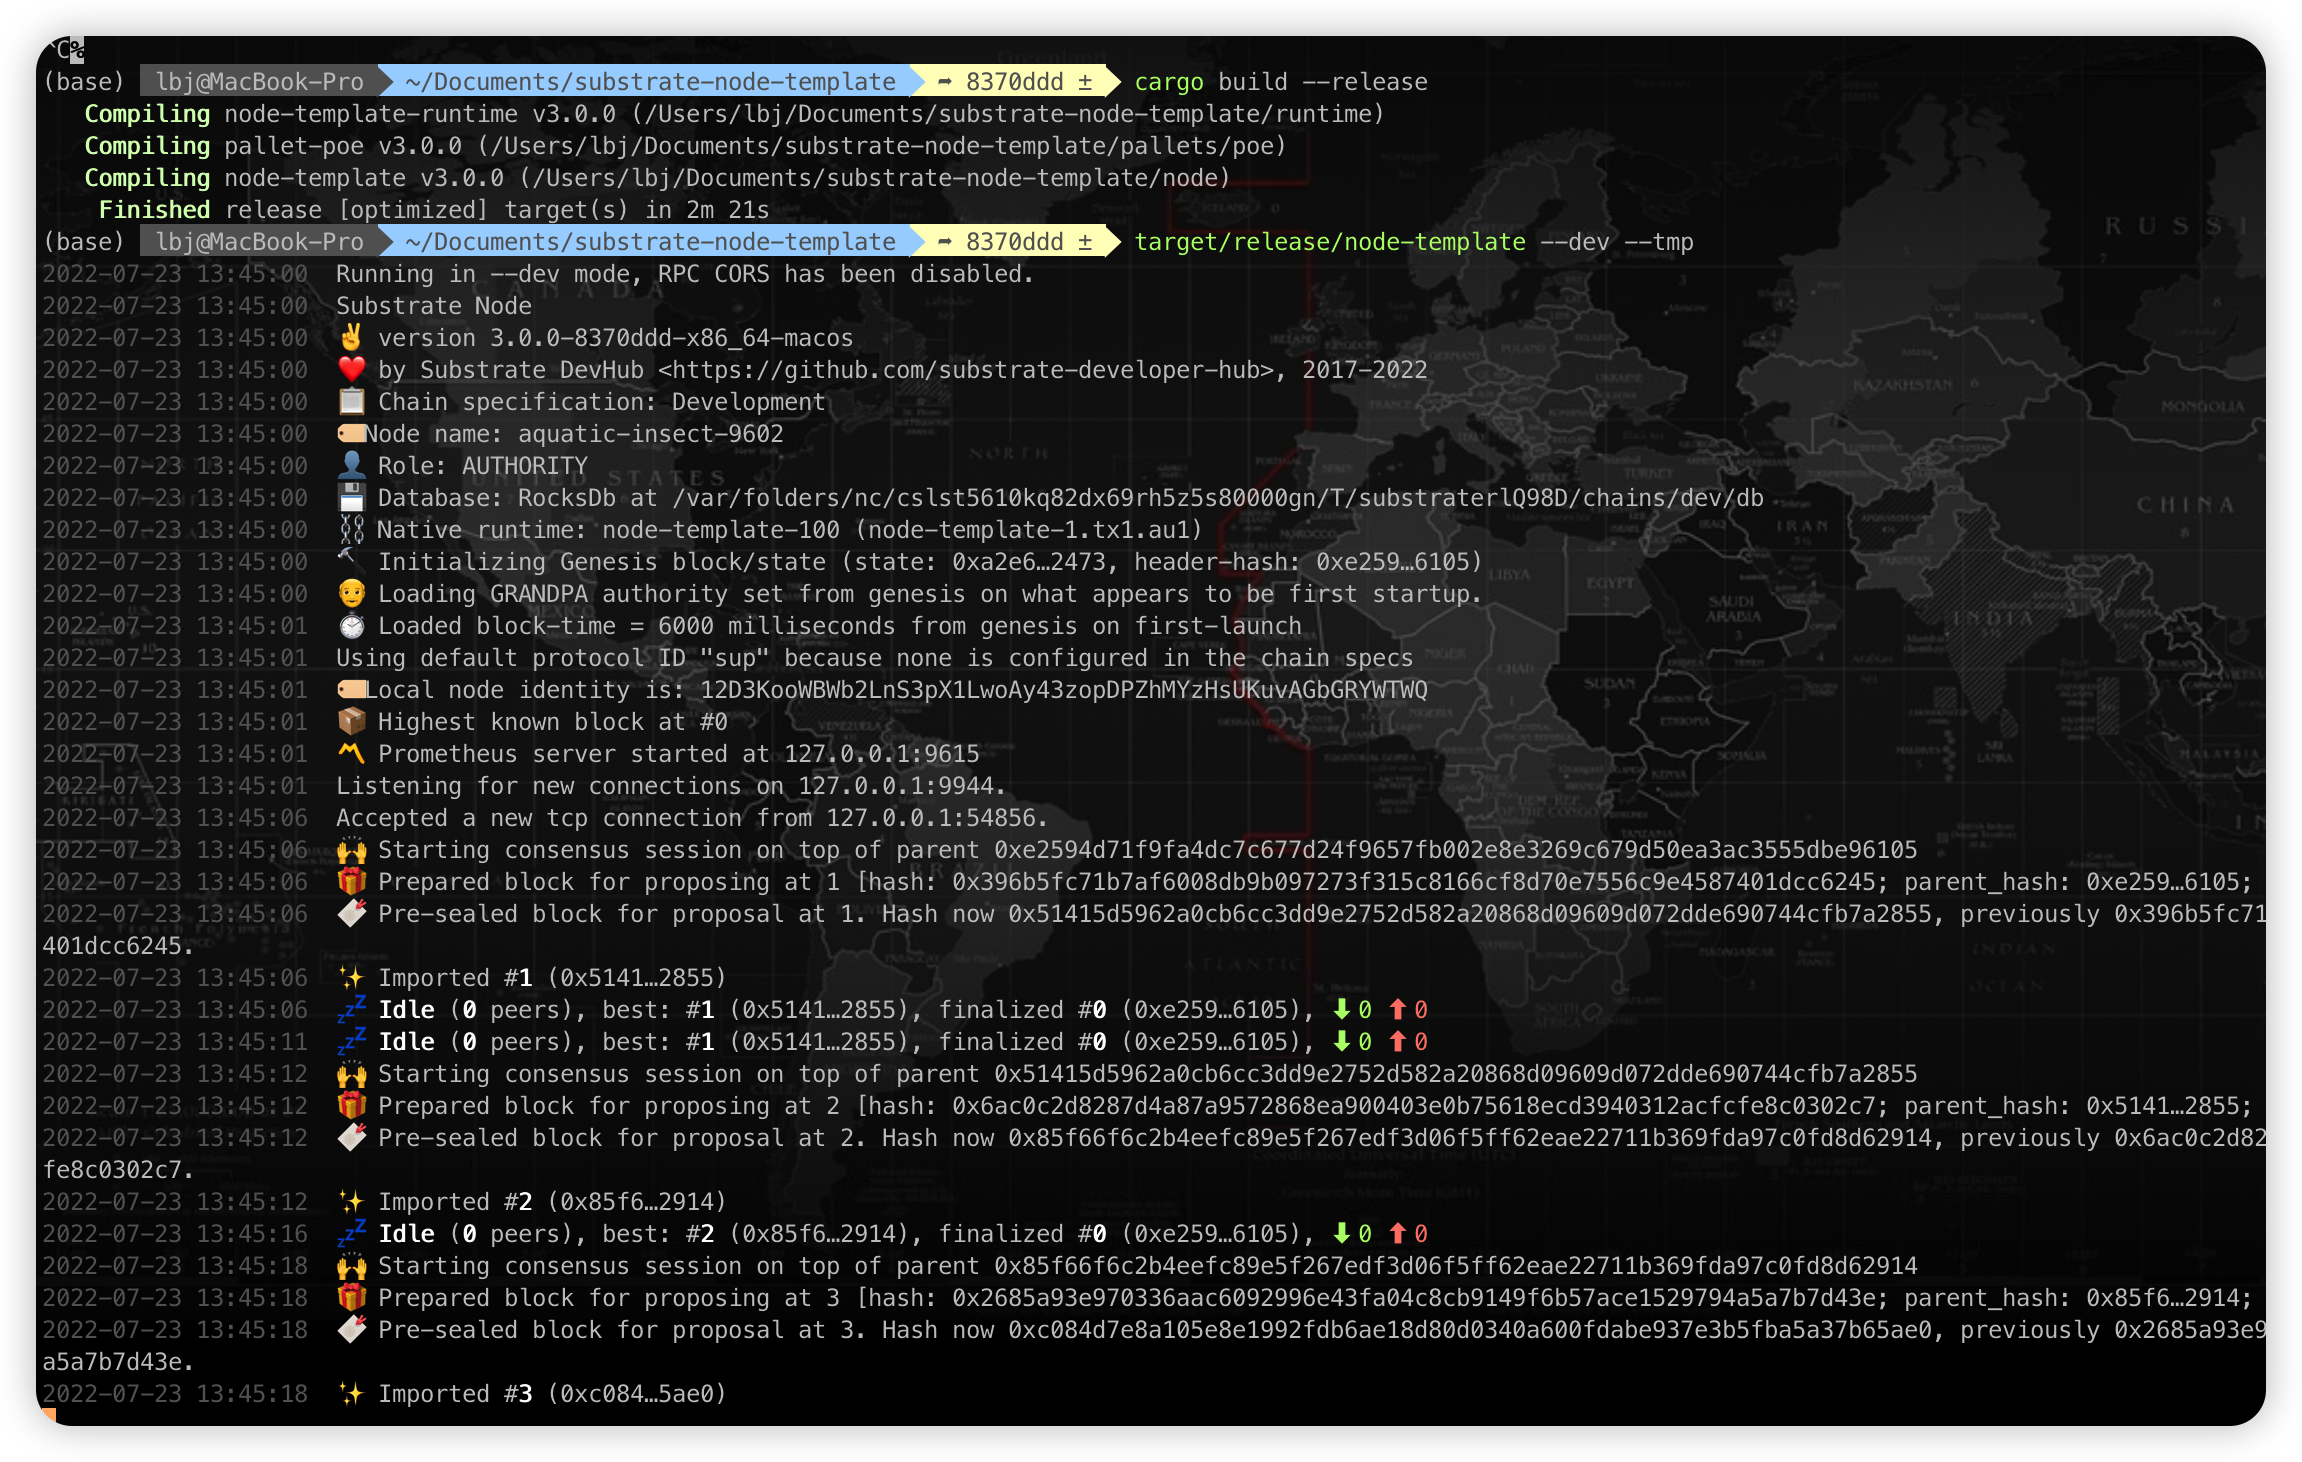 ^C%
(base) lbj@MacBook-Pro ~/Documents/substrate-node-template ➦ 8370ddd ± cargo build --release
   Compiling node-template-runtime v3.0.0 (/Users/lbj/Documents/substrate-node-template/runtime)
   Compiling pallet-poe v3.0.0 (/Users/lbj/Documents/substrate-node-template/pallets/poe)
   Compiling node-template v3.0.0 (/Users/lbj/Documents/substrate-node-template/node)
    Finished release [optimized] target(s) in 2m 21s
(base) lbj@MacBook-Pro ~/Documents/substrate-node-template ➦ 8370ddd ± target/release/node-template --dev --tmp
2022-07-23 13:45:00 Running in --dev mode, RPC CORS has been disabled.
2022-07-23 13:45:00 Substrate Node
2022-07-23 13:45:00 ✌️ version 3.0.0-8370ddd-x86_64-macos
2022-07-23 13:45:00 ❤️ by Substrate DevHub <https://github.com/substrate-developer-hub>, 2017-2022
2022-07-23 13:45:00 📋 Chain specification: Development
2022-07-23 13:45:00 🏷 Node name: aquatic-insect-9602
2022-07-23 13:45:00 👤 Role: AUTHORITY
2022-07-23 13:45:00 💾 Database: RocksDb at /var/folders/nc/cslst5610kq82dx69rh5z5s80000gn/T/substraterlQ98D/chains/dev/db
2022-07-23 13:45:00 ⛓ Native runtime: node-template-100 (node-template-1.tx1.au1)
2022-07-23 13:45:00 🔨 Initializing Genesis block/state (state: 0xa2e6…2473, header-hash: 0xe259…6105)
2022-07-23 13:45:00 👴 Loading GRANDPA authority set from genesis on what appears to be first startup.
2022-07-23 13:45:01 ⏱ Loaded block-time = 6000 milliseconds from genesis on first-launch
2022-07-23 13:45:01 Using default protocol ID "sup" because none is configured in the chain specs
2022-07-23 13:45:01 🏷 Local node identity is: 12D3KooWBWb2LnS3pX1LwoAy43zopDPZhMYzHsUKuvAGbGRYWTWQ
2022-07-23 13:45:01 📦 Highest known block at #0
2022-07-23 13:45:01 〽️ Prometheus server started at 127.0.0.1:9615
2022-07-23 13:45:01 Listening for new connections on 127.0.0.1:9944.
2022-07-23 13:45:06 Accepted a new tcp connection from 127.0.0.1:54856.
2022-07-23 13:45:06 🙌 Starting consensus session on top of parent 0xe2594d71f9fa4dc7c677d24f9657fb002e8e3269c679d50ea3ac3555dbe96105
2022-07-23 13:45:06 🎁 Prepared block for proposing at 1 [hash: 0x396b5fc71b7af6008db9b097273f315c8166cf8d70e7556c9e4587401dcc6245; parent_hash: 0xe259…6105;
2022-07-23 13:45:06 🔖 Pre-sealed block for proposal at 1. Hash now 0x51415d5962a0cb6cc3dd9e2752d582a20868d09609d072dde690744cfb7a2855, previously 0x396b5fc71
401dcc6245.
2022-07-23 13:45:06 ✨ Imported #1 (0x5141…2855)
2022-07-23 13:45:06 💤 Idle (0 peers), best: #1 (0x5141…2855), finalized #0 (0xe259…6105), ⬇ 0 ⬆ 0
2022-07-23 13:45:11 💤 Idle (0 peers), best: #1 (0x5141…2855), finalized #0 (0xe259…6105), ⬇ 0 ⬆ 0
2022-07-23 13:45:12 🙌 Starting consensus session on top of parent 0x51415d5962a0cb6cc3dd9e2752d582a20868d09609d072dde690744cfb7a2855
2022-07-23 13:45:12 🎁 Prepared block for proposing at 2 [hash: 0x6ac0c2d8287d4a87a9572868ea900403e0b75618ecd3940312acfcfe8c0302c7; parent_hash: 0x5141…2855;
2022-07-23 13:45:12 🔖 Pre-sealed block for proposal at 2. Hash now 0x85f66f6c2b4eefc89e5f267edf3d06f5ff62eae22711b369fda97c0fd8d62914, previously 0x6ac0c2d82
fe8c0302c7.
2022-07-23 13:45:12 ✨ Imported #2 (0x85f6…2914)
2022-07-23 13:45:16 💤 Idle (0 peers), best: #2 (0x85f6…2914), finalized #0 (0xe259…6105), ⬇ 0 ⬆ 0
2022-07-23 13:45:18 🙌 Starting consensus session on top of parent 0x85f66f6c2b4eefc89e5f267edf3d06f5ff62eae22711b369fda97c0fd8d62914
2022-07-23 13:45:18 🎁 Prepared block for proposing at 3 [hash: 0x2685a93e970336aac6092996e43fa04c8cb9149f6b57ace1529794a5a7b7d43e; parent_hash: 0x85f6…2914;
2022-07-23 13:45:18 🔖 Pre-sealed block for proposal at 3. Hash now 0xc084d7e8a105e8e1992fdb6ae18d80d0340a600fdabe937e3b5fba5a37b65ae0, previously 0x2685a93e9
a5a7b7d43e.
2022-07-23 13:45:18 ✨ Imported #3 (0xc084…5ae0)